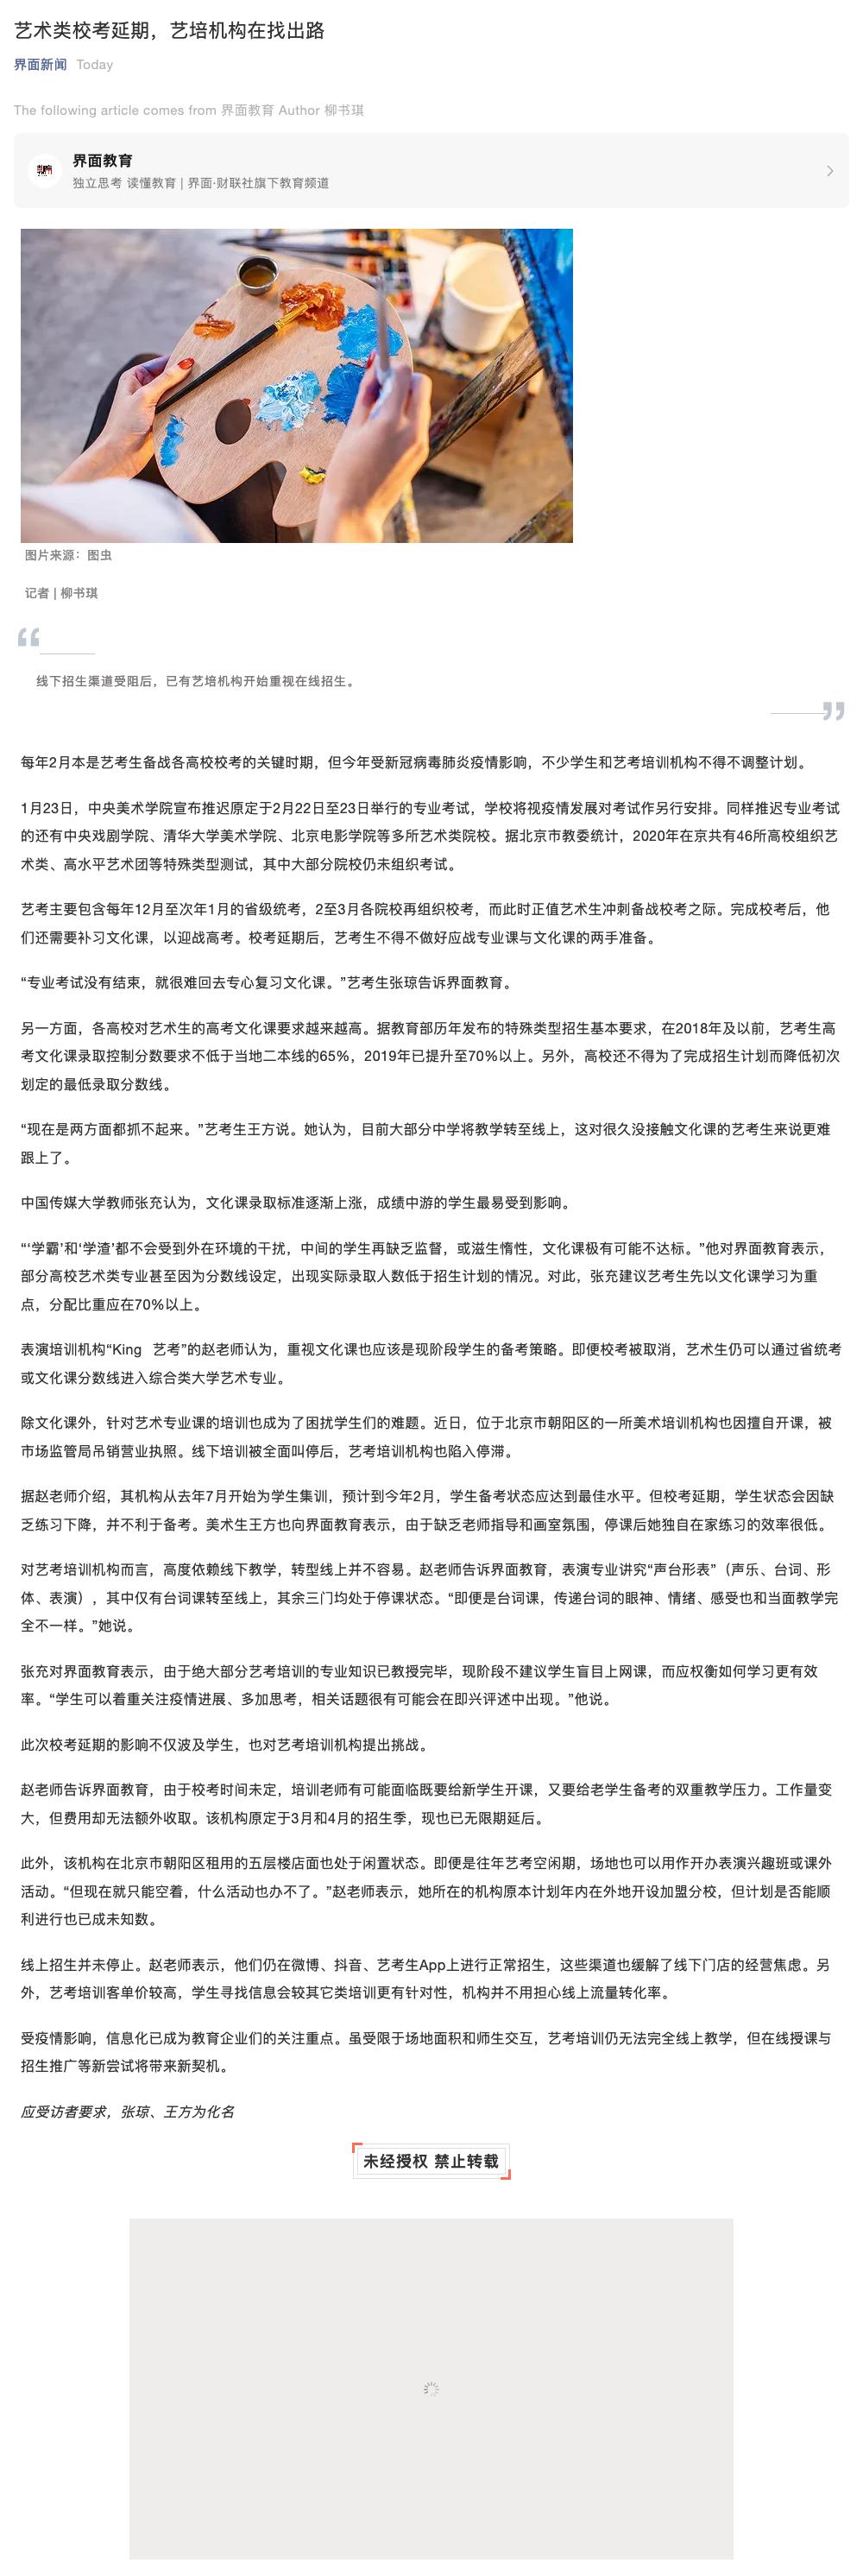 艺术类校考延期，艺培机构在找出路
界面新闻 Today
The following article comes from 界面教育 Author 柳书琪
界面教育
独立思考 读懂教育 | 界面·财联社旗下教育频道
图片来源：图虫
记者 | 柳书琪
“
线下招生渠道受阻后，已有艺培机构开始重视在线招生。
”
每年2月本是艺考生备战各高校校考的关键时期，但今年受新冠病毒肺炎疫情影响，不少学生和艺考培训机构不得不调整计划。
1月23日，中央美术学院宣布推迟原定于2月22日至23日举行的专业考试，学校将视疫情发展对考试作另行安排。同样推迟专业考试
的还有中央戏剧学院、清华大学美术学院、北京电影学院等多所艺术类院校。据北京市教委统计，2020年在京共有46所高校组织艺
术类、高水平艺术团等特殊类型测试，其中大部分院校仍未组织考试。
艺考主要包含每年12月至次年1月的省级统考，2至3月各院校再组织校考，而此时正值艺术生冲刺备战校考之际。完成校考后，他
们还需要补习文化课，以迎战高考。校考延期后，艺考生不得不做好应战专业课与文化课的两手准备。
“专业考试没有结束，就很难回去专心复习文化课。”艺考生张琼告诉界面教育。
另一方面，各高校对艺术生的高考文化课要求越来越高。据教育部历年发布的特殊类型招生基本要求，在2018年及以前，艺考生高
考文化课录取控制分数要求不低于当地二本线的65%，2019年已提升至70%以上。另外，高校还不得为了完成招生计划而降低初次
划定的最低录取分数线。
“现在是两方面都抓不起来。”艺考生王方说。她认为，目前大部分中学将教学转至线上，这对很久没接触文化课的艺考生来说更难
跟上了。
中国传媒大学教师张充认为，文化课录取标准逐渐上涨，成绩中游的学生最易受到影响。
“‘学霸’和‘学渣’都不会受到外在环境的干扰，中间的学生再缺乏监督，或滋生惰性，文化课极有可能不达标。”他对界面教育表示，
部分高校艺术类专业甚至因为分数线设定，出现实际录取人数低于招生计划的情况。对此，张充建议艺考生先以文化课学习为重
点，分配比重应在70%以上。
表演培训机构“King 艺考”的赵老师认为，重视文化课也应该是现阶段学生的备考策略。即便校考被取消，艺术生仍可以通过省统考
或文化课分数线进入综合类大学艺术专业。
除文化课外，针对艺术专业课的培训也成为了困扰学生们的难题。近日，位于北京市朝阳区的一所美术培训机构也因擅自开课，被
市场监管局吊销营业执照。线下培训被全面叫停后，艺考培训机构也陷入停滞。
据赵老师介绍，其机构从去年7月开始为学生集训，预计到今年2月，学生备考状态应达到最佳水平。但校考延期，学生状态会因缺
乏练习下降，并不利于备考。美术生王方也向界面教育表示，由于缺乏老师指导和画室氛围，停课后她独自在家练习的效率很低。
对艺考培训机构而言，高度依赖线下教学，转型线上并不容易。赵老师告诉界面教育，表演专业讲究“声台形表”（声乐、台词、形
体、表演），其中仅有台词课转至线上，其余三门均处于停课状态。“即便是台词课，传递台词的眼神、情绪、感受也和当面教学完
全不一样。”她说。
张充对界面教育表示，由于绝大部分艺考培训的专业知识已教授完毕，现阶段不建议学生盲目上网课，而应权衡如何学习更有效
率。“学生可以着重关注疫情进展、多加思考，相关话题很有可能会在即兴评述中出现。”他说。
此次校考延期的影响不仅波及学生，也对艺考培训机构提出挑战。
赵老师告诉界面教育，由于校考时间未定，培训老师有可能面临既要给新学生开课，又要给老学生备考的双重教学压力。工作量变
大，但费用却无法额外收取。该机构原定于3月和4月的招生季，现也已无限期延后。
此外，该机构在北京市朝阳区租用的五层楼店面也处于闲置状态。即便是往年艺考空闲期，场地也可以用作开办表演兴趣班或课外
活动。“但现在就只能空着，什么活动也办不了。”赵老师表示，她所在的机构原本计划年内在外地开设加盟分校，但计划是否能顺
利进行也已成未知数。
线上招生并未停止。赵老师表示，他们仍在微博、抖音、艺考生App上进行正常招生，这些渠道也缓解了线下门店的经营焦虑。另
外，艺考培训客单价较高，学生寻找信息会较其它类培训更有针对性，机构并不用担心线上流量转化率。
受疫情影响，信息化已成为教育企业们的关注重点。虽受限于场地面积和师生交互，艺考培训仍无法完全线上教学，但在线授课与
招生推广等新尝试将带来新契机。
应受访者要求，张琼、王方为化名
未经授权 禁止转载